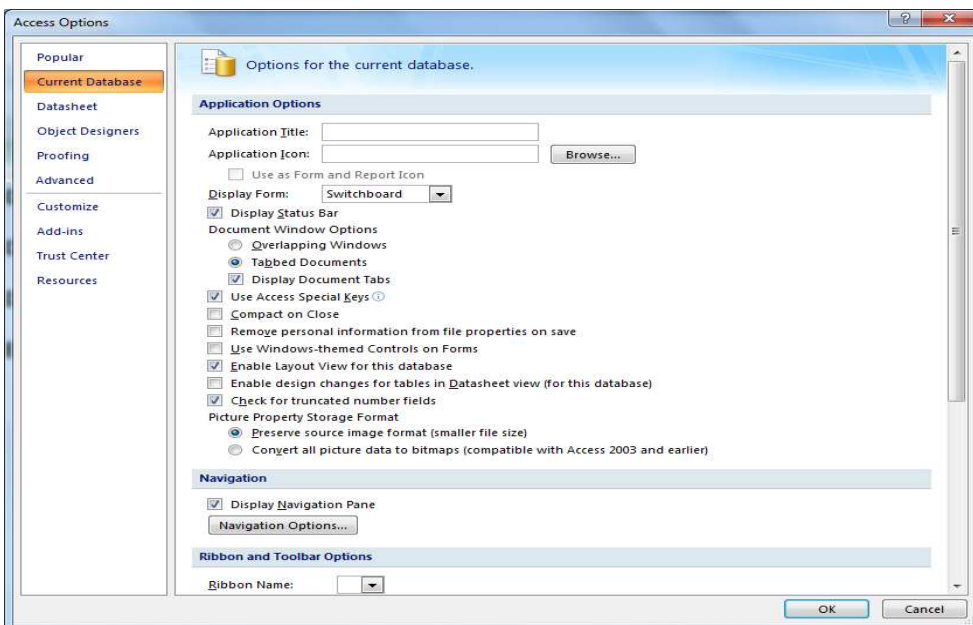 Access Options
Popular
Current Database
Datasheet
Object Designers
Proofing
Advanced
Customize
Add-ins
Trust Center
Resources
Options for the current database.
Application Options
Application Title:
Application Icon: Browse...
Use as Form and Report Icon
Display Form: Switchboard
Display Status Bar
Document Window Options
Overlapping Windows
Tabbed Documents
Display Document Tabs
Use Access Special Keys
Compact on Close
Remove personal information from file properties on save
Use Windows-themed Controls on Forms
Enable Layout View for this database
Enable design changes for tables in Datasheet view (for this database)
Check for truncated number fields
Picture Property Storage Format
Preserve source image format (smaller file size)
Convert all picture data to bitmaps (compatible with Access 2003 and earlier)
Navigation
Display Navigation Pane
Navigation Options...
Ribbon and Toolbar Options
Ribbon Name:
OK Cancel